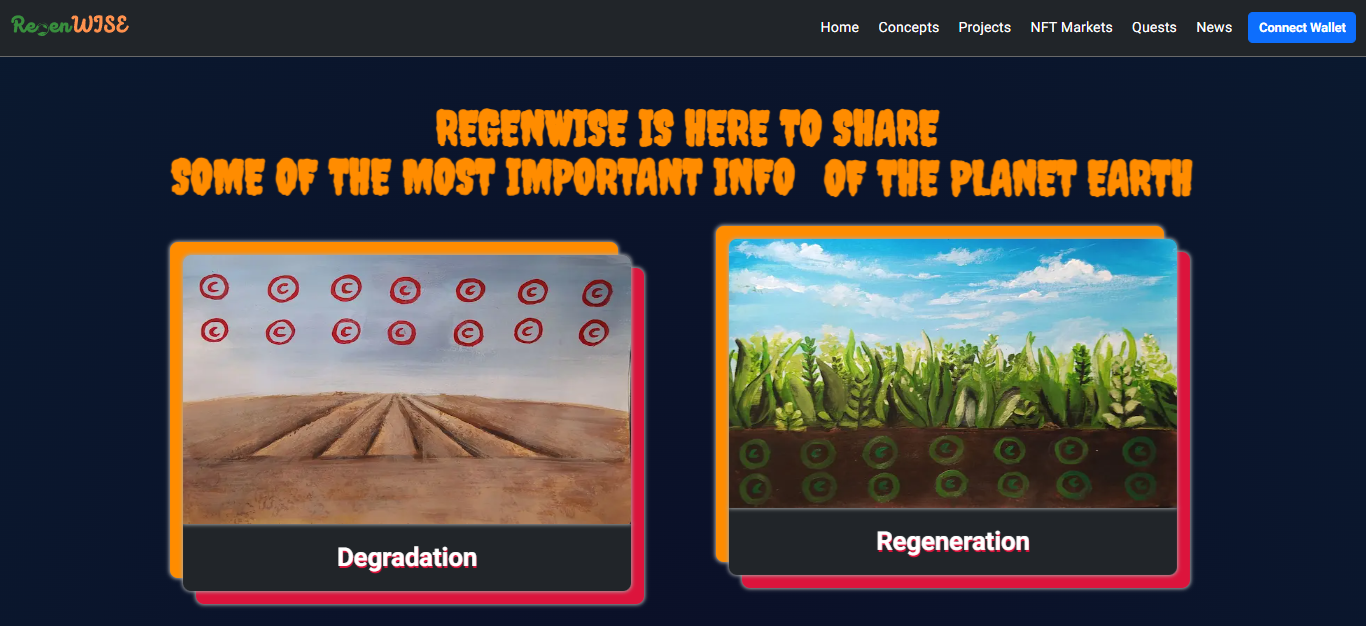 RegenWISE
Home Concepts Projects NFT Markets Quests News Connect Wallet
REGENWISE IS HERE TO SHARE
SOME OF THE MOST IMPORTANT INFO OF THE PLANET EARTH
C C C C C C C
C C C C C C C
C C C C C C C
C C C C C C C
Degradation
Regeneration